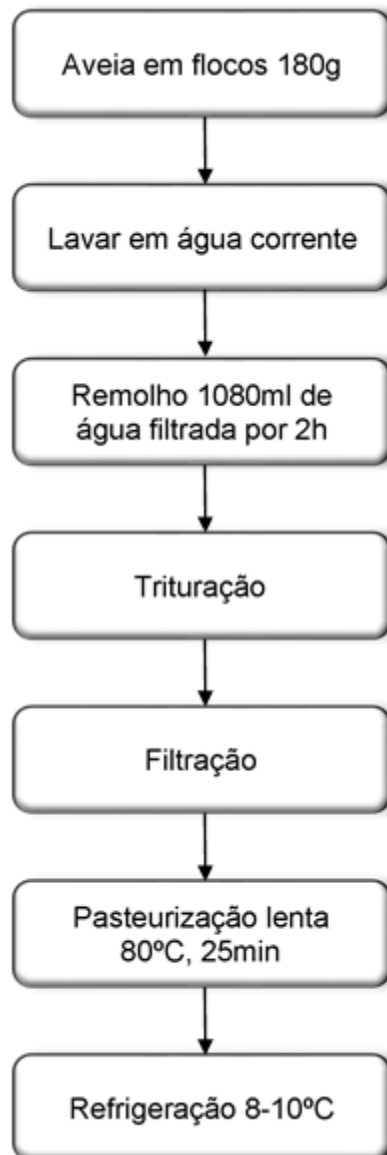 Aveia em flocos 180g
Lavar em água corrente
Remolho 1080ml de
água filtrada por 2h
Trituração
Filtração
Pasteurização lenta
80ºC, 25min
Refrigeração 8-10ºC